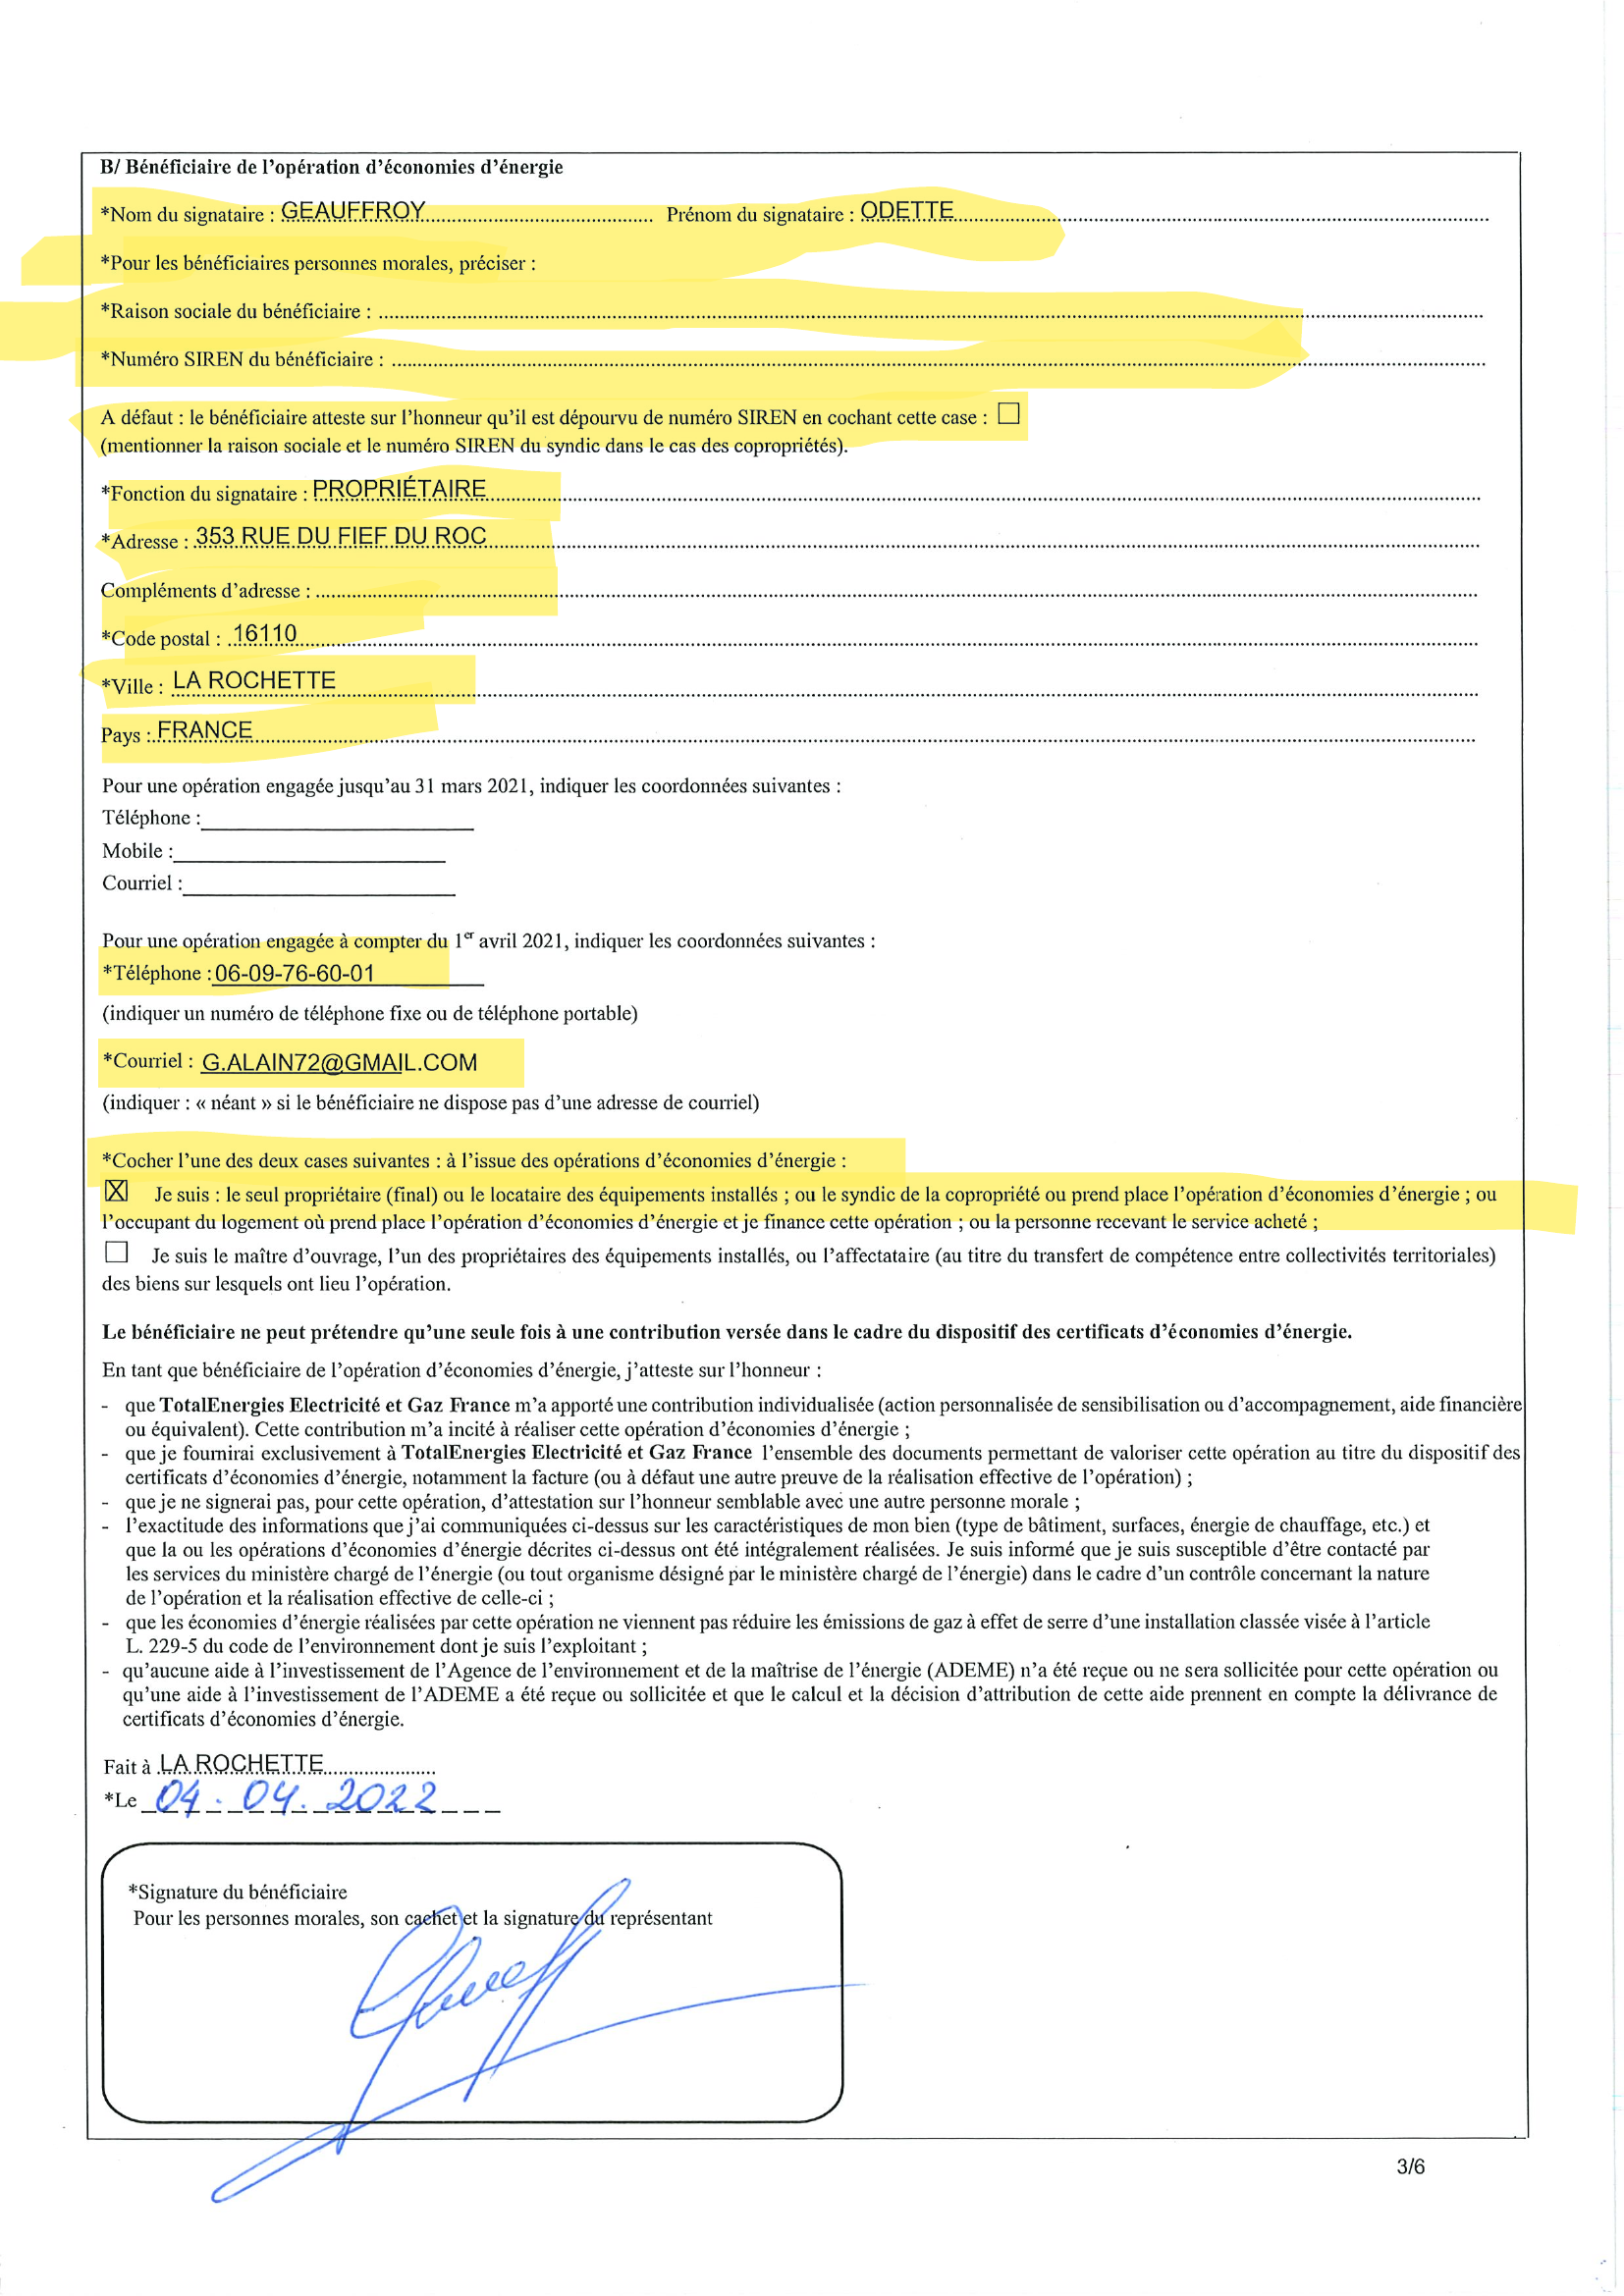 B/ Bénéficiaire de l'opération d'économies d'énergie
*Nom du signataire : GEAUFFROY Prénom du signataire : ODETTE
*Pour les bénéficiaires personnes morales, préciser :
*Raison sociale du bénéficiaire :
*Numéro SIREN du bénéficiaire :
A défaut : le bénéficiaire atteste sur l'honneur qu'il est dépourvu de numéro SIREN en cochant cette case : ☐
(mentionner la raison sociale et le numéro SIREN du syndic dans le cas des copropriétés).
*Fonction du signataire : PROPRIÉTAIRE
*Adresse : 353 RUE DU FIEF DU ROC
Compléments d'adresse :
*Code postal : 16110
*Ville : LA ROCHETTE
Pays : FRANCE
Pour une opération engagée jusqu'au 31 mars 2021, indiquer les coordonnées suivantes :
Téléphone :
Mobile :
Courriel :
Pour une opération engagée à compter du 1er avril 2021, indiquer les coordonnées suivantes :
*Téléphone : 06-09-76-60-01
(indiquer un numéro de téléphone fixe ou de téléphone portable)
*Courriel : G.ALAIN72@GMAIL.COM
(indiquer : « néant » si le bénéficiaire ne dispose pas d'une adresse de courriel)
*Cocher l'une des deux cases suivantes : à l'issue des opérations d'économies d'énergie :
☒ Je suis : le seul propriétaire (final) ou le locataire des équipements installés ; ou le syndic de la copropriété ou prend place l'opération d'économies d'énergie ; ou
l'occupant du logement où prend place l'opération d'économies d'énergie et je finance cette opération ; ou la personne recevant le service acheté ;
☐ Je suis le maître d'ouvrage, l'un des propriétaires des équipements installés, ou l'affectataire (au titre du transfert de compétence entre collectivités territoriales)
des biens sur lesquels ont lieu l'opération.
Le bénéficiaire ne peut prétendre qu'une seule fois à une contribution versée dans le cadre du dispositif des certificats d'économies d'énergie.
En tant que bénéficiaire de l'opération d'économies d'énergie, j'atteste sur l'honneur :
- que TotalEnergies Electricité et Gaz France m'a apporté une contribution individualisée (action personnalisée de sensibilisation ou d'accompagnement, aide financière
ou équivalent). Cette contribution m'a incité à réaliser cette opération d'économies d'énergie ;
- que je fournirai exclusivement à TotalEnergies Electricité et Gaz France l'ensemble des documents permettant de valoriser cette opération au titre du dispositif des
certificats d'économies d'énergie, notamment la facture (ou à défaut une autre preuve de la réalisation effective de l'opération) ;
- que je ne signerai pas, pour cette opération, d'attestation sur l'honneur semblable avec une autre personne morale ;
- l'exactitude des informations que j'ai communiquées ci-dessus sur les caractéristiques de mon bien (type de bâtiment, surfaces, énergie de chauffage, etc.) et
que la ou les opérations d'économies d'énergie décrites ci-dessus ont été intégralement réalisées. Je suis informé que je suis susceptible d'être contacté par
les services du ministère chargé de l'énergie (ou tout organisme désigné par le ministère chargé de l'énergie) dans le cadre d'un contrôle concernant la nature
de l'opération et la réalisation effective de celle-ci ;
- que les économies d'énergie réalisées par cette opération ne viennent pas réduire les émissions de gaz à effet de serre d'une installation classée visée à l'article
L. 229-5 du code de l'environnement dont je suis l'exploitant ;
- qu'aucune aide à l'investissement de l'Agence de l'environnement et de la maîtrise de l'énergie (ADEME) n'a été reçue ou ne sera sollicitée pour cette opération ou
qu'une aide à l'investissement de l'ADEME a été reçue ou sollicitée et que le calcul et la décision d'attribution de cette aide prennent en compte la délivrance de
certificats d'économies d'énergie.
Fait à LA ROCHETTE
*Le 04.04.2022
*Signature du bénéficiaire
Pour les personnes morales, son cachet et la signature du représentant
3/6